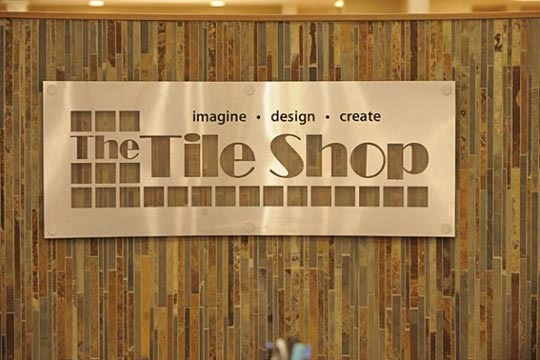 imagine • design • create
The Tile Shop